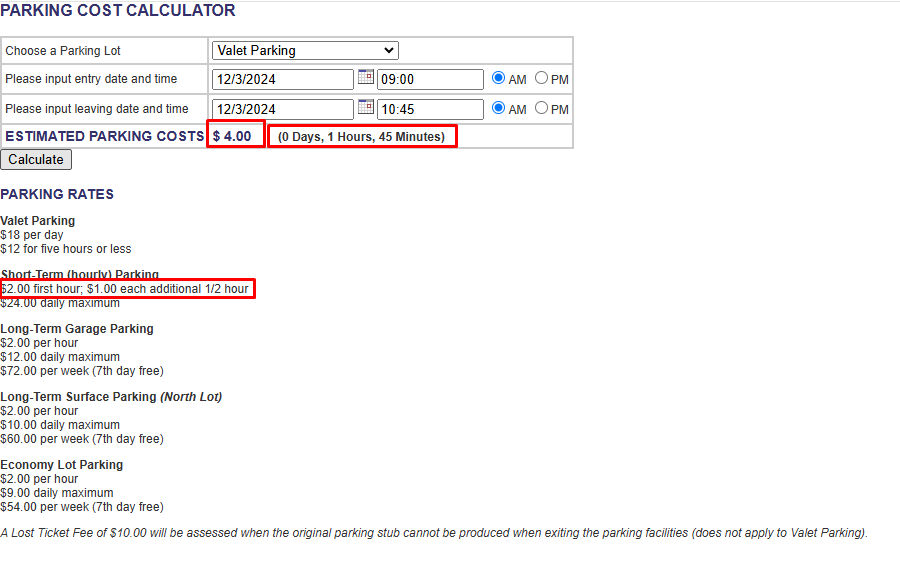 PARKING COST CALCULATOR
Choose a Parking Lot Valet Parking
Please input entry date and time 12/3/2024 09:00 AM PM
Please input leaving date and time 12/3/2024 10:45 AM PM
ESTIMATED PARKING COSTS $ 4.00 (0 Days, 1 Hours, 45 Minutes)
Calculate
PARKING RATES
Valet Parking
$18 per day
$12 for five hours or less
Short-Term (hourly) Parking
$2.00 first hour; $1.00 each additional 1/2 hour
$24.00 daily maximum
Long-Term Garage Parking
$2.00 per hour
$12.00 daily maximum
$72.00 per week (7th day free)
Long-Term Surface Parking (North Lot)
$2.00 per hour
$10.00 daily maximum
$60.00 per week (7th day free)
Economy Lot Parking
$2.00 per hour
$9.00 daily maximum
$54.00 per week (7th day free)
A Lost Ticket Fee of $10.00 will be assessed when the original parking stub cannot be produced when exiting the parking facilities (does not apply to Valet Parking).